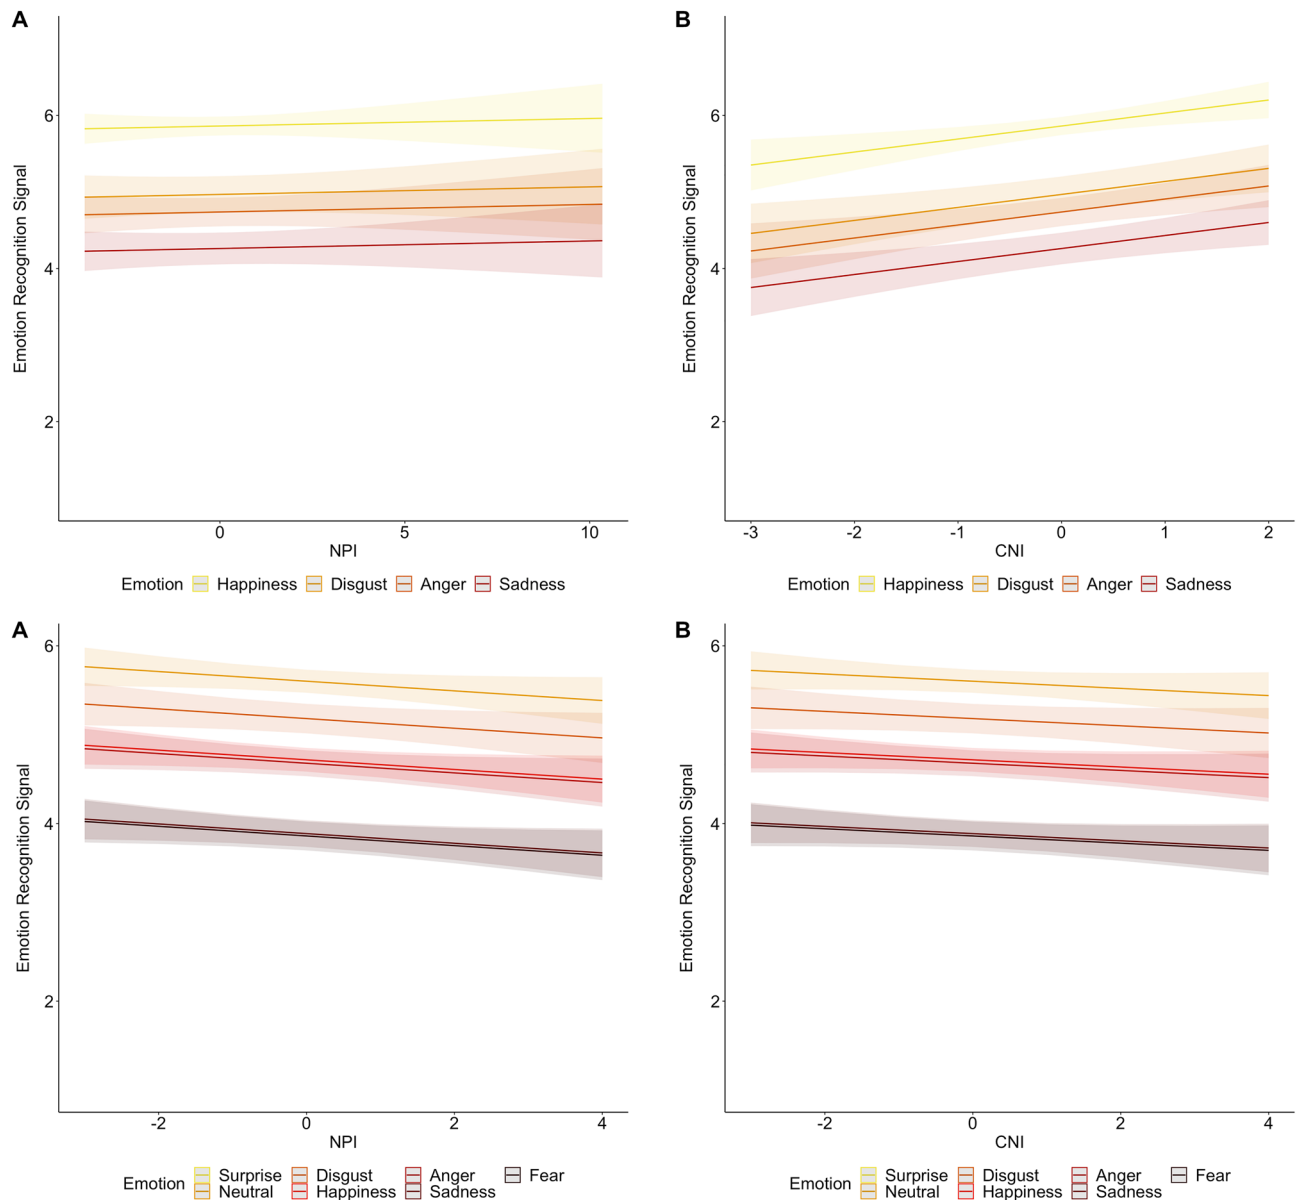 A
Emotion Recognition Signal
6
4
2
0 5 10
NPI
Emotion Happiness Disgust Anger Sadness
B
Emotion Recognition Signal
6
4
2
-3 -2 -1 0 1 2
CNI
Emotion Happiness Disgust Anger Sadness
A
Emotion Recognition Signal
6
4
2
-2 0 2 4
NPI
Emotion
Surprise Disgust Anger Fear
Neutral Happiness Sadness
B
Emotion Recognition Signal
6
4
2
-2 0 2 4
CNI
Emotion
Surprise Disgust Anger Fear
Neutral Happiness Sadness